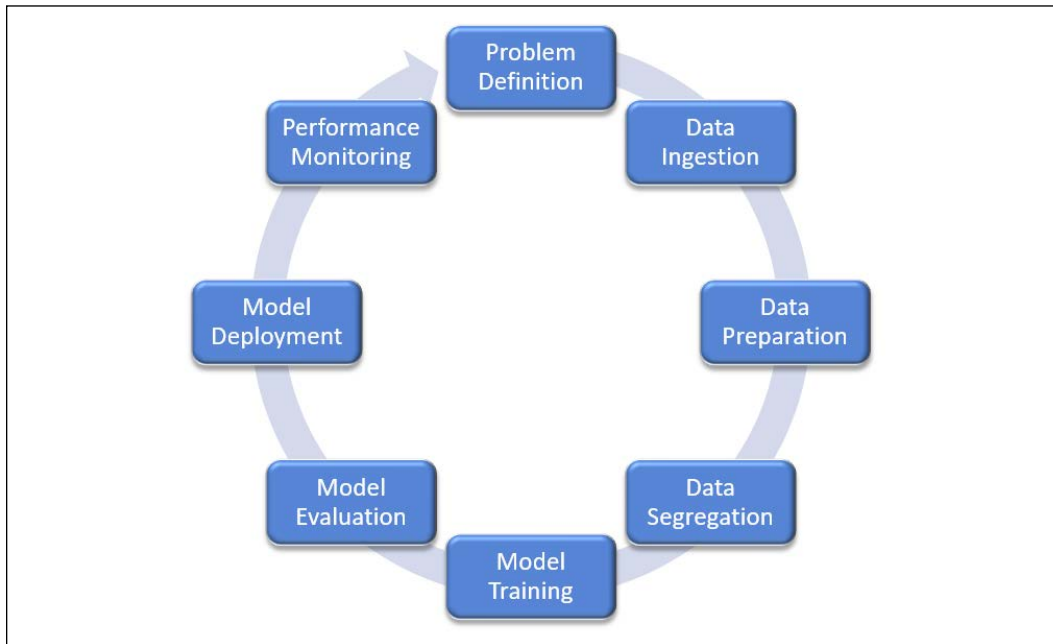 Problem
Definition
Data
Ingestion
Data
Preparation
Data
Segregation
Model
Training
Model
Evaluation
Model
Deployment
Performance
Monitoring